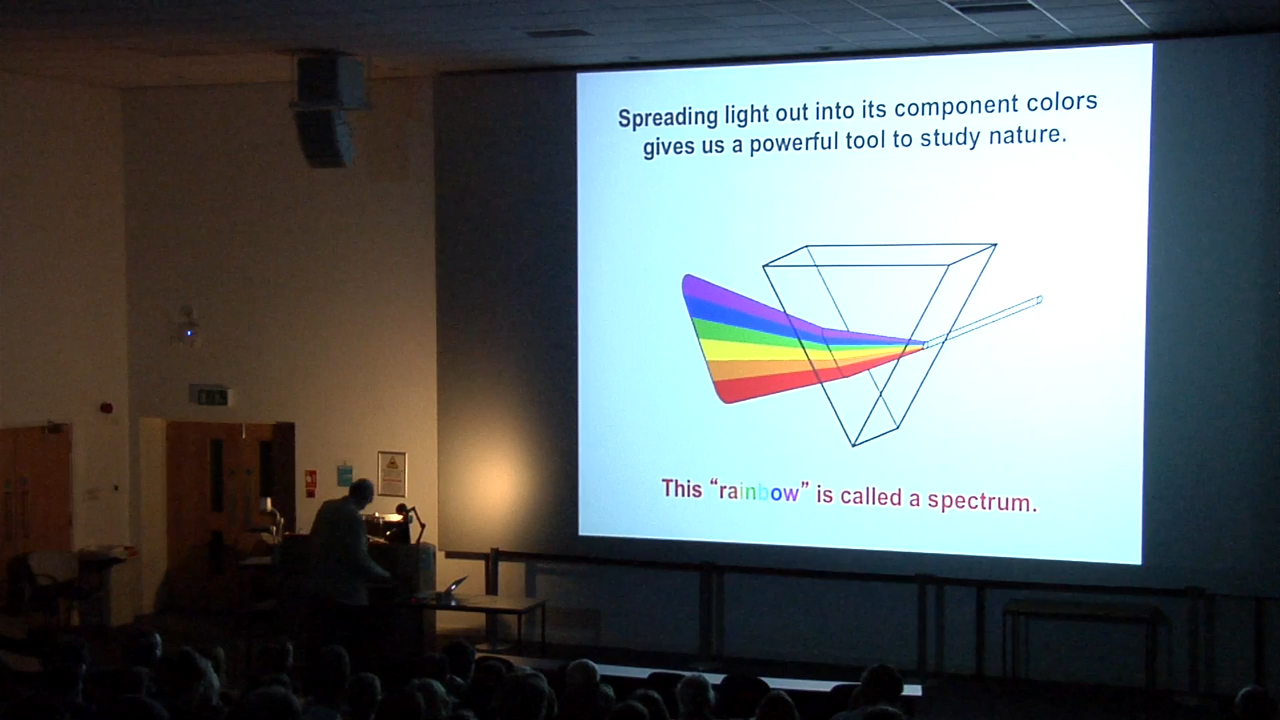 Spreading light out into its component colors
gives us a powerful tool to study nature.
This “rainbow” is called a spectrum.